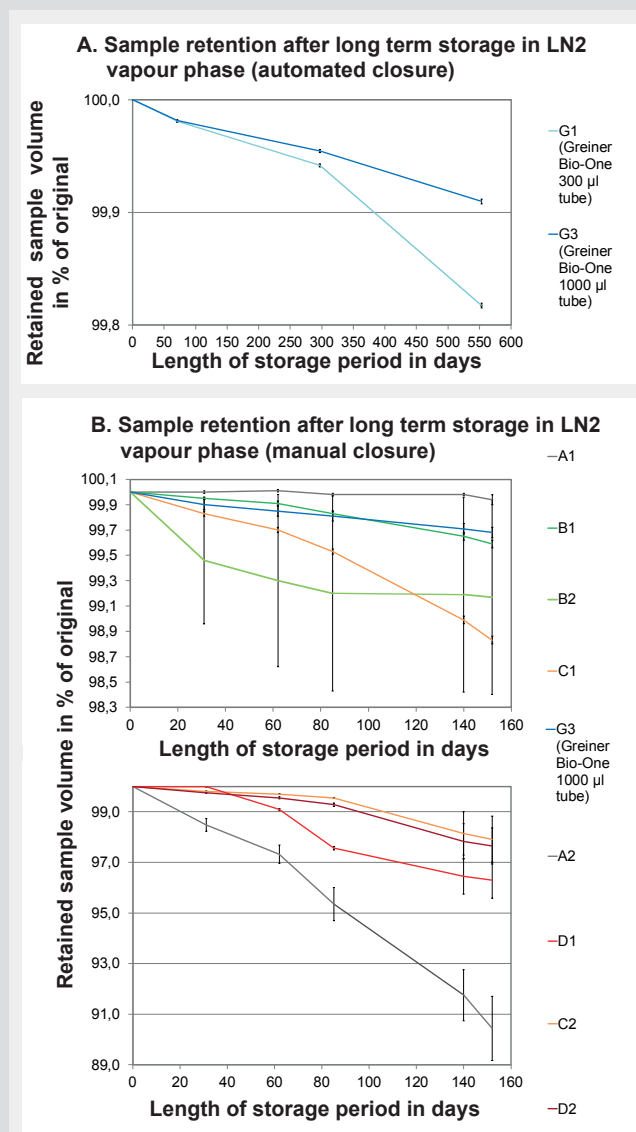 A. Sample retention after long term storage in LN2
vapour phase (automated closure)
Retained sample volume
in % of original
100,0
99,9
99,8
0 50 100 150 200 250 300 350 400 450 500 550 600
Length of storage period in days
G1
(Greiner
Bio-One
300 µl
tube)
G3
(Greiner
Bio-One
1000 µl
tube)
B. Sample retention after long term storage in LN2
vapour phase (manual closure)
Retained sample volume in % of original
100,1
99,9
99,7
99,5
99,3
99,1
98,9
98,7
98,5
98,3
0 20 40 60 80 100 120 140 160
Length of storage period in days
99,0
97,0
95,0
93,0
91,0
89,0
0 20 40 60 80 100 120 140 160
Length of storage period in days
A1
B1
B2
C1
G3
(Greiner
Bio-One
1000 µl
tube)
A2
D1
C2
D2